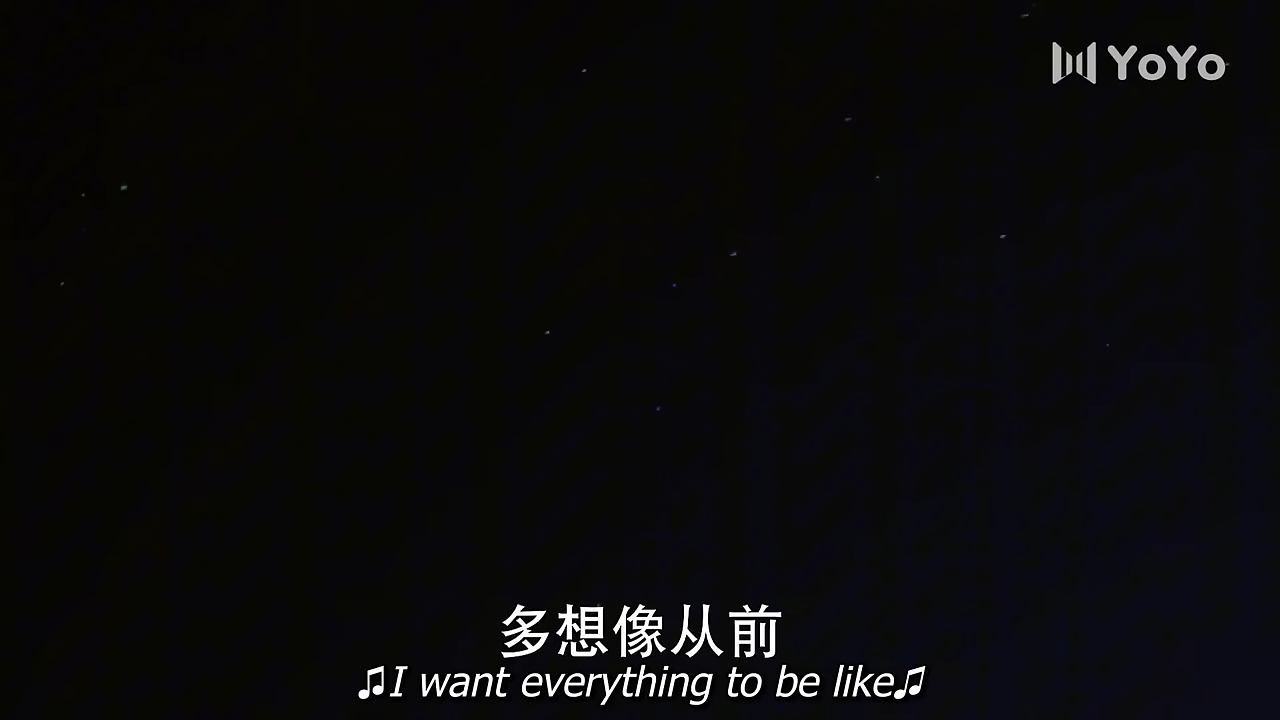 YoYo
多想像从前
♫I want everything to be like♫